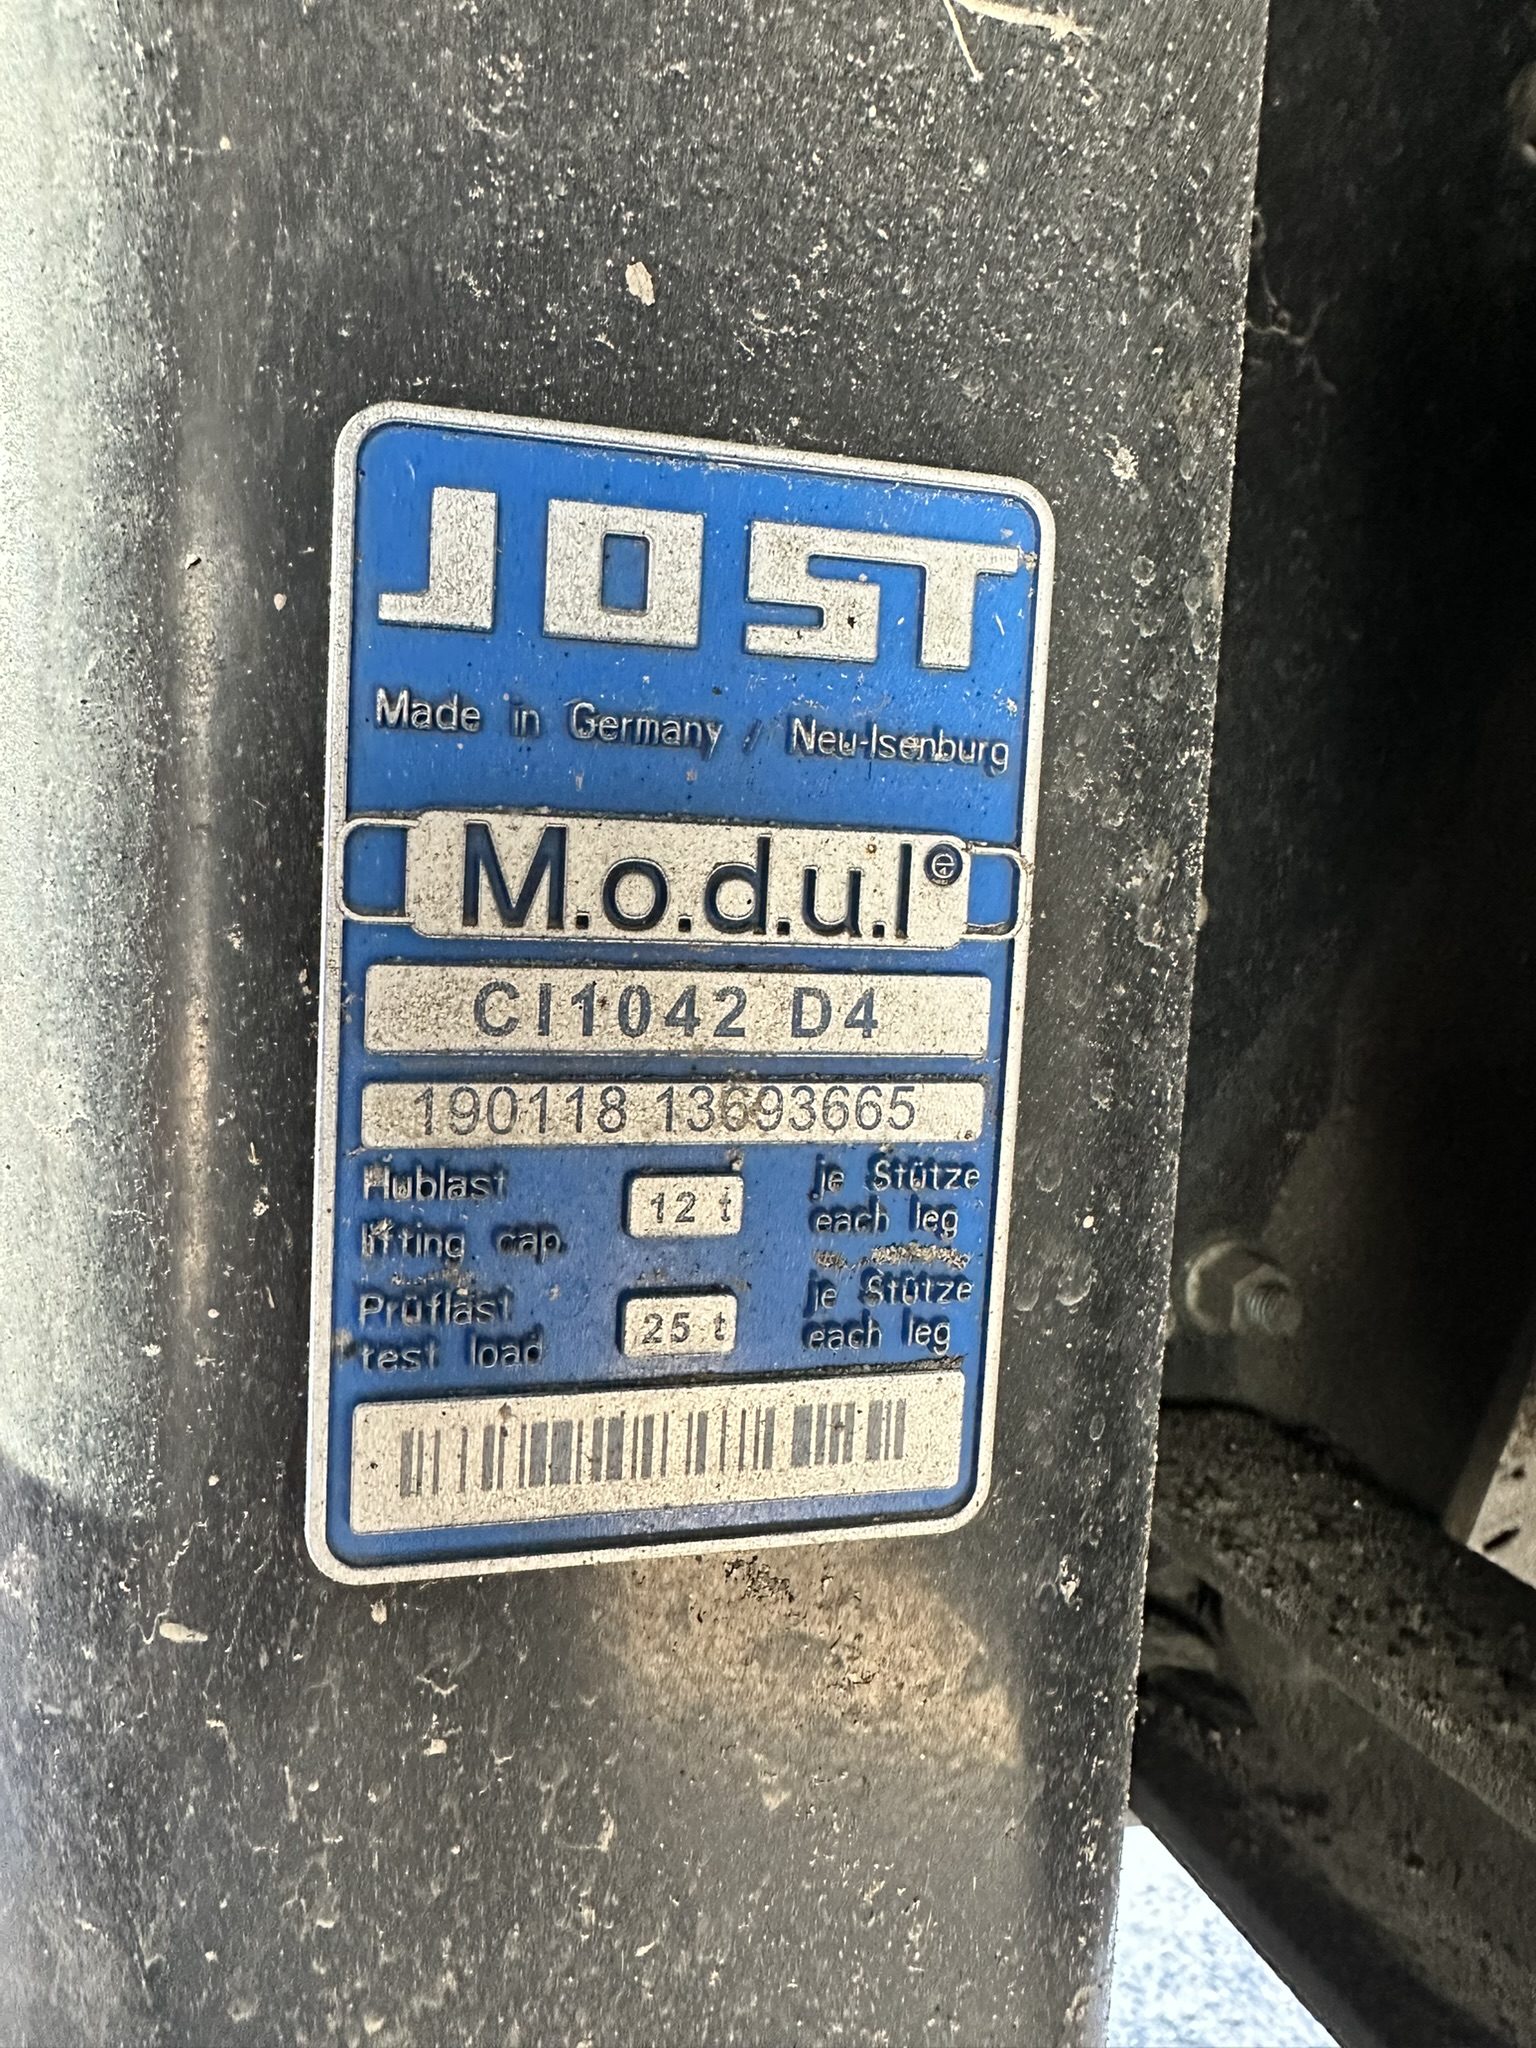 JOST
Made in Germany / Neu-Isenburg
M.o.d.u.l
CI1042 D4
190118 13693665
Hublast 12 t je Stütze
lifting cap. each leg
Prüflast 25 t je Stütze
test load each leg